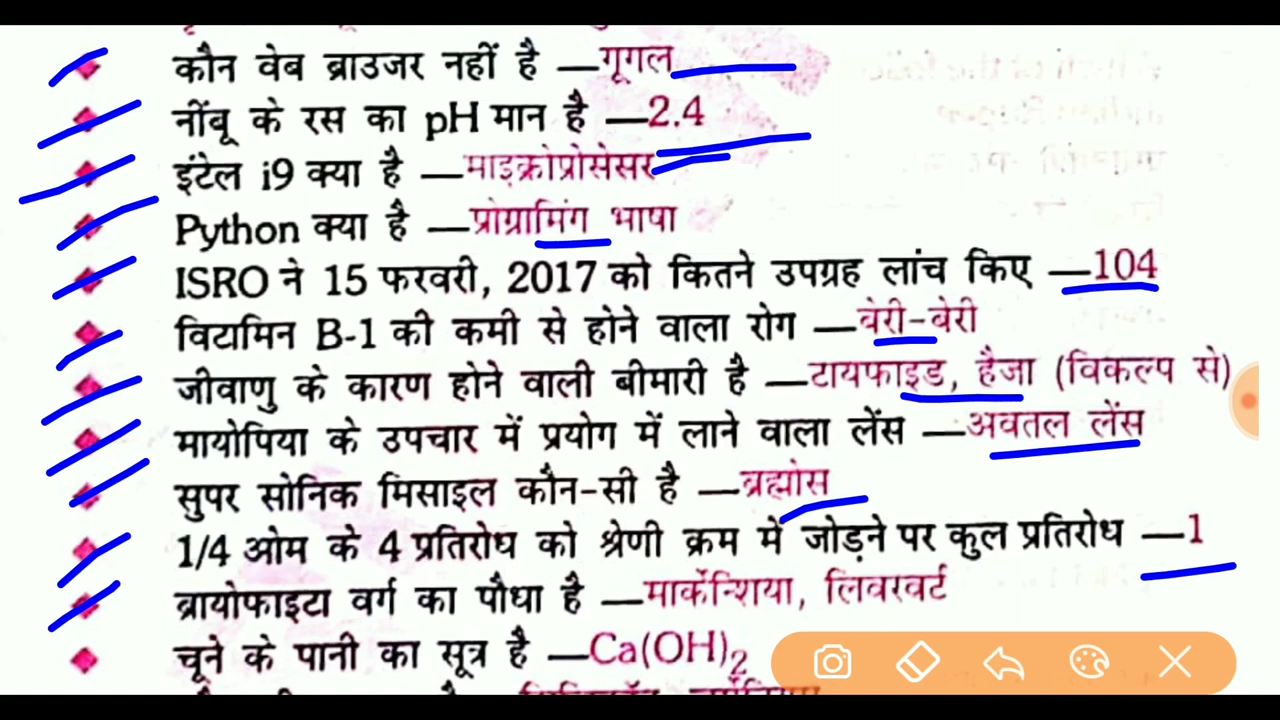 कौन वेब ब्राउजर नहीं है —गूगल
नींबू के रस का pH मान है —2.4
इंटेल i9 क्या है —माइक्रोप्रोसेसर
Python क्या है —प्रोग्रामिंग भाषा
ISRO ने 15 फरवरी, 2017 को कितने उपग्रह लांच किए —104
विटामिन B-1 की कमी से होने वाला रोग —वेरी-वेरी
जीवाणु के कारण होने वाली बीमारी है —टायफाइड, हैजा (विकल्प से)
मायोपिया के उपचार में प्रयोग में लाने वाला लेंस —अवतल लेंस
सुपर सोनिक मिसाइल कौन-सी है —ब्रह्मोस
1/4 ओम के 4 प्रतिरोध को श्रेणी क्रम में जोड़ने पर कुल प्रतिरोध —1
ब्रायोफाइटा वर्ग का पौधा है —मार्केन्शिया, लिवरवर्ट
चूने के पानी का सूत्र है —Ca(OH)₂